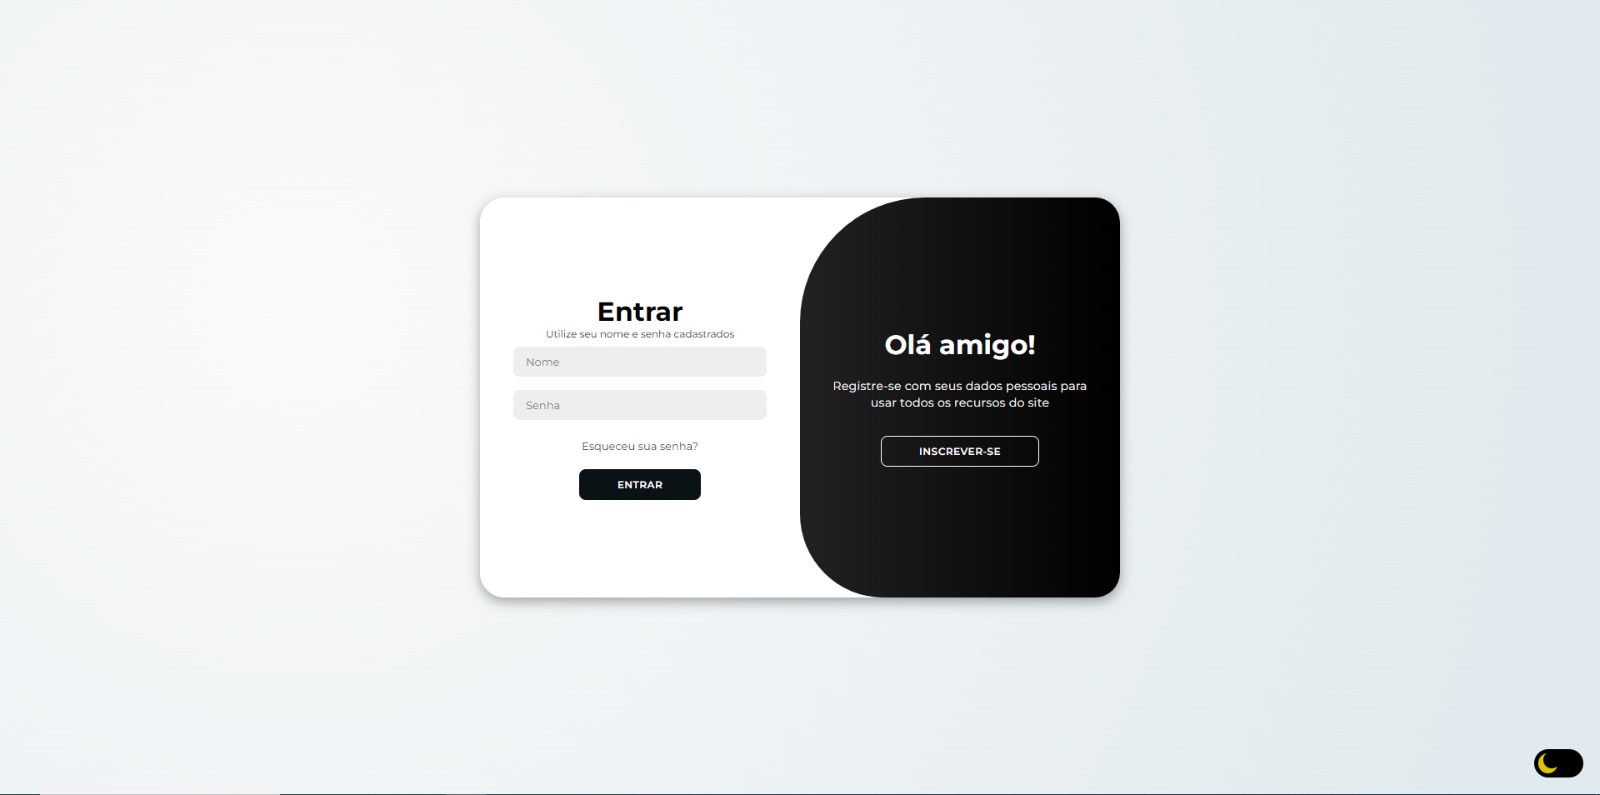 Entrar
Utilize seu nome e senha cadastrados
Nome
Senha
Esqueceu sua senha?
ENTRAR
Olá amigo!
Registre-se com seus dados pessoais para
usar todos os recursos do site
INSCREVER-SE